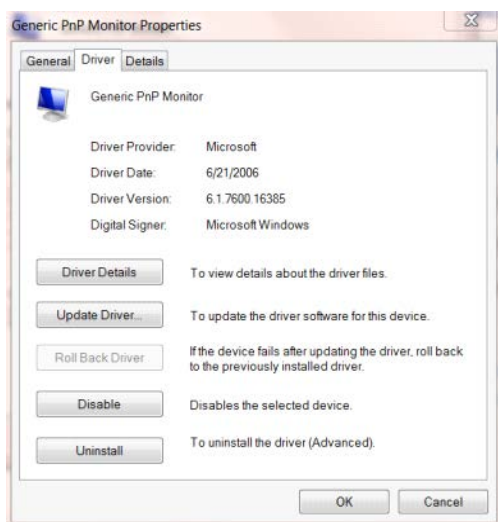 Generic PnP Monitor Properties
General Driver Details
Generic PnP Monitor
Driver Provider: Microsoft
Driver Date: 6/21/2006
Driver Version: 6.1.7600.16385
Digital Signer: Microsoft Windows
Driver Details To view details about the driver files.
Update Driver... To update the driver software for this device.
Roll Back Driver If the device fails after updating the driver, roll back
to the previously installed driver.
Disable Disables the selected device.
Uninstall To uninstall the driver (Advanced).
OK Cancel